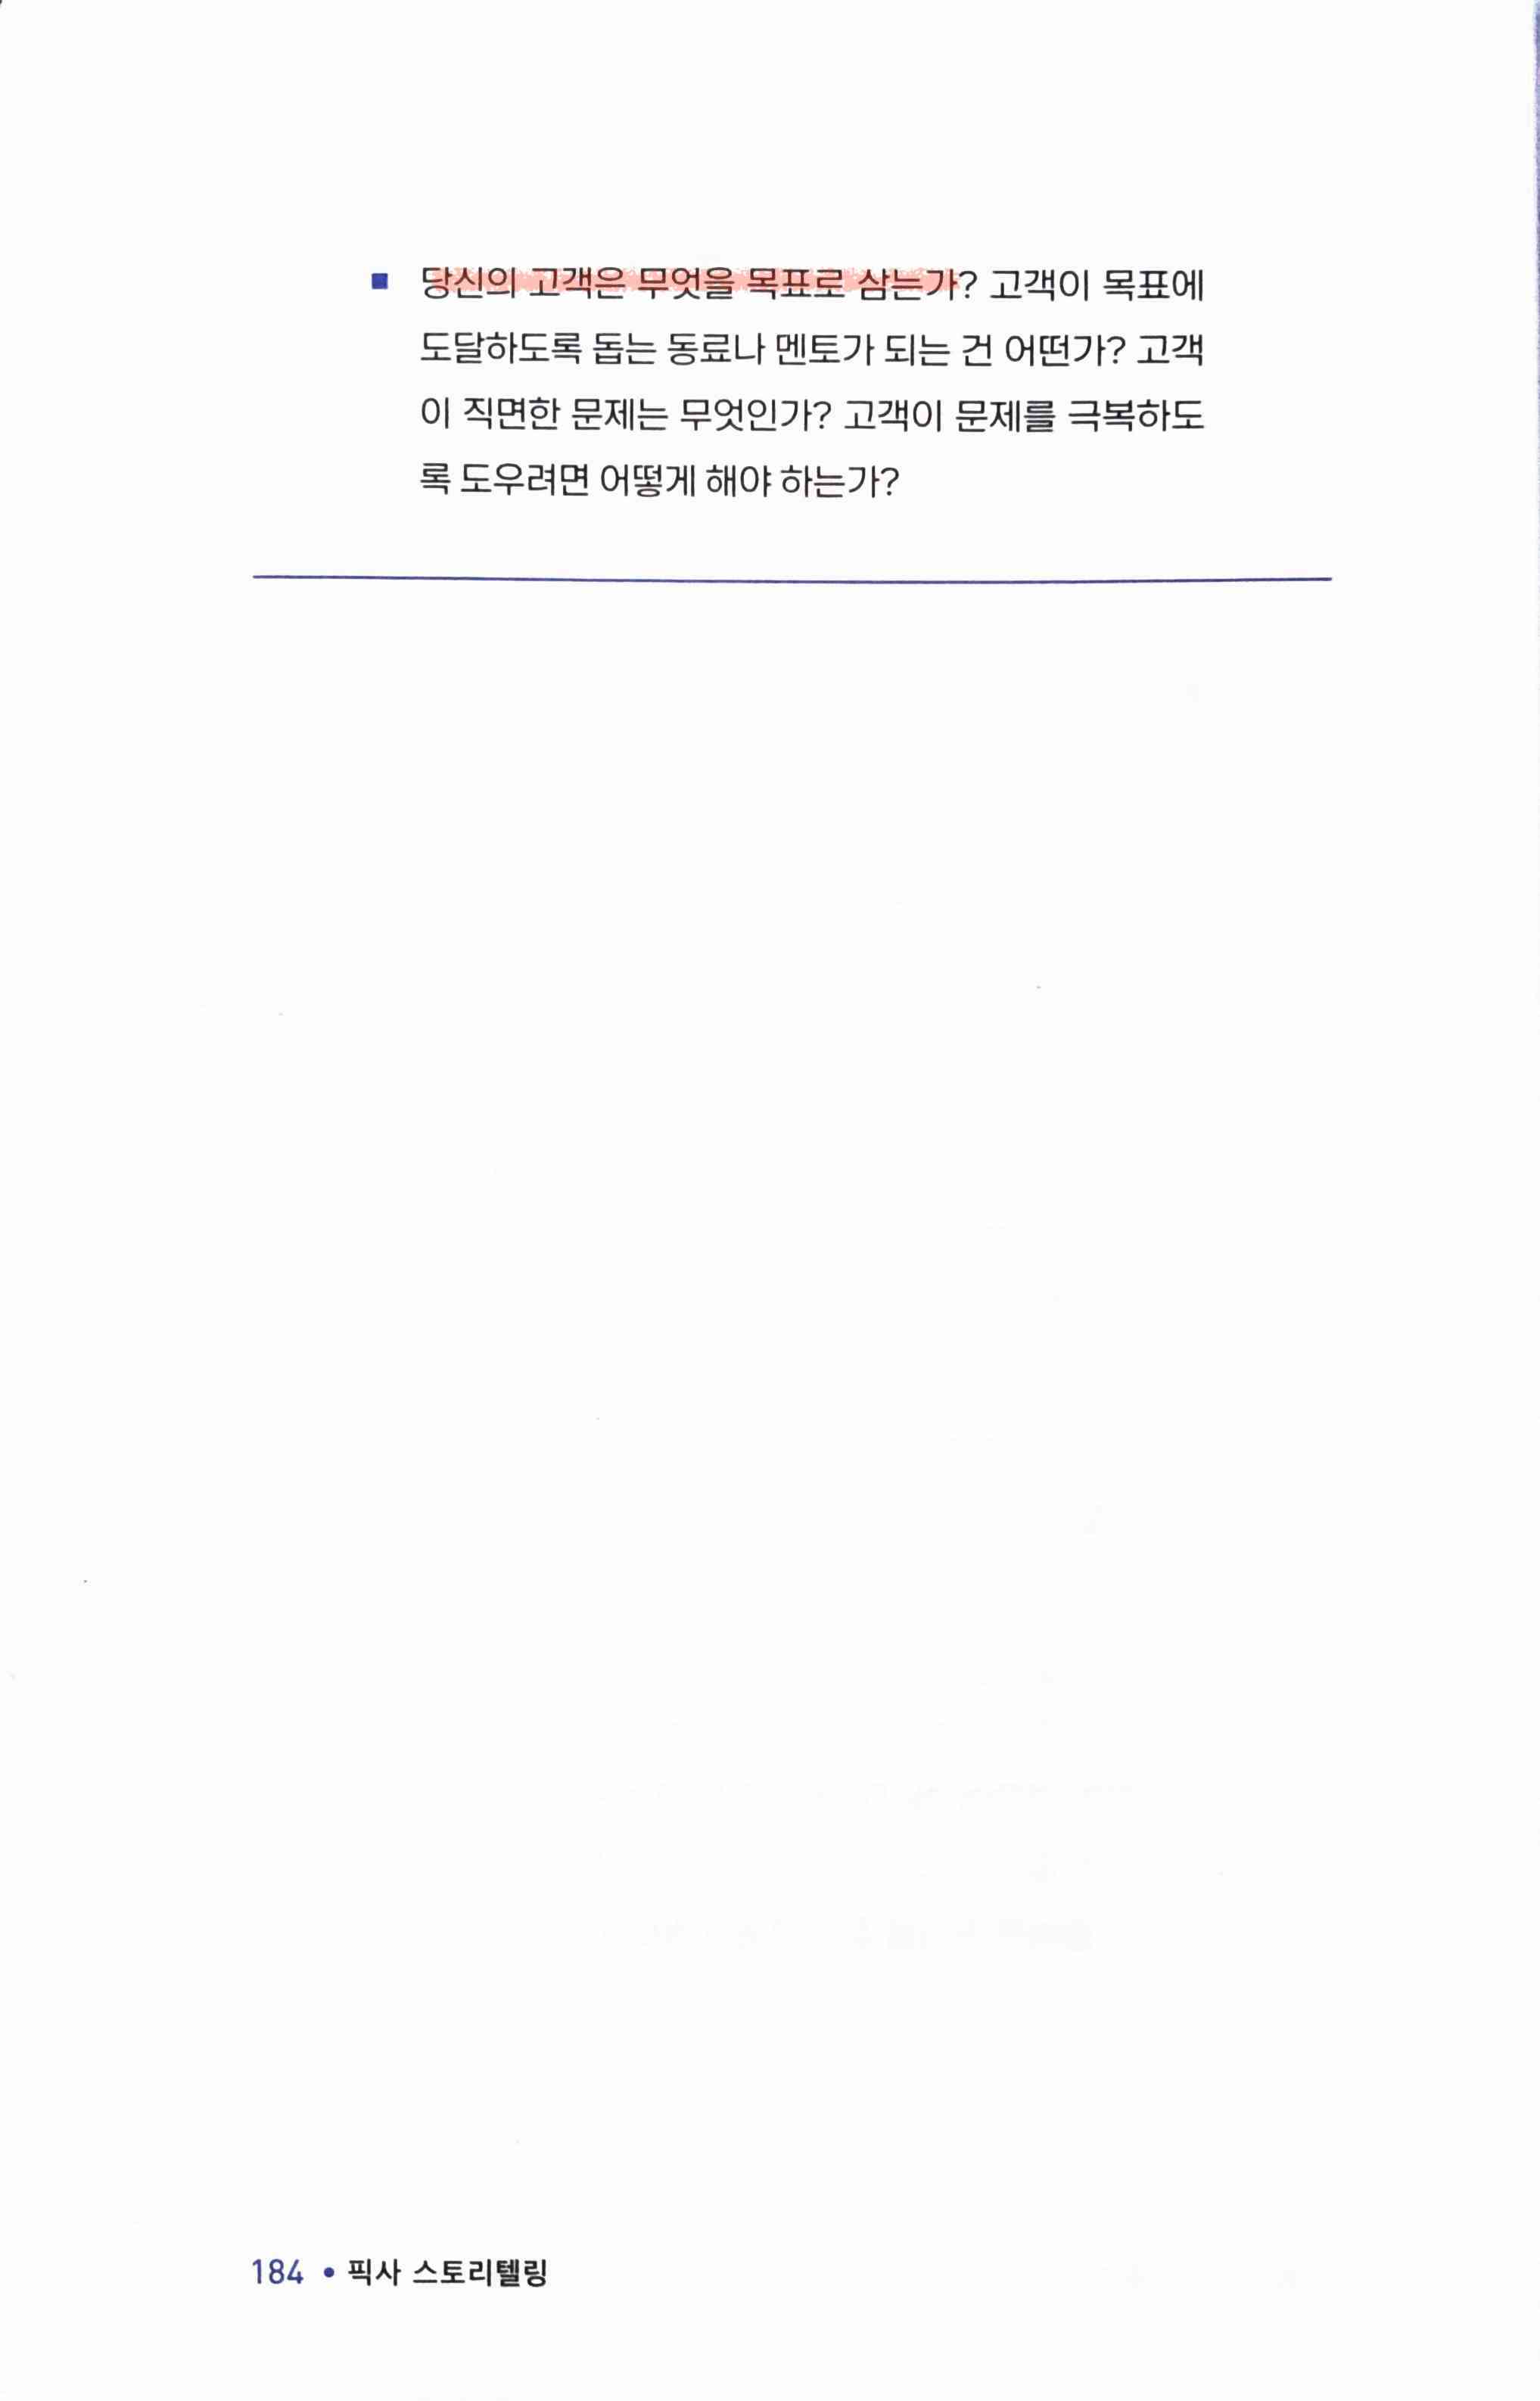 ■ 당신의 고객은 무엇을 목표로 삼는가? 고객이 목표에
도달하도록 돕는 동료나 멘토가 되는 건 어떤가? 고객
이 직면한 문제는 무엇인가? 고객이 문제를 극복하도
록 도우려면 어떻게 해야 하는가?
184 • 픽사 스토리텔링